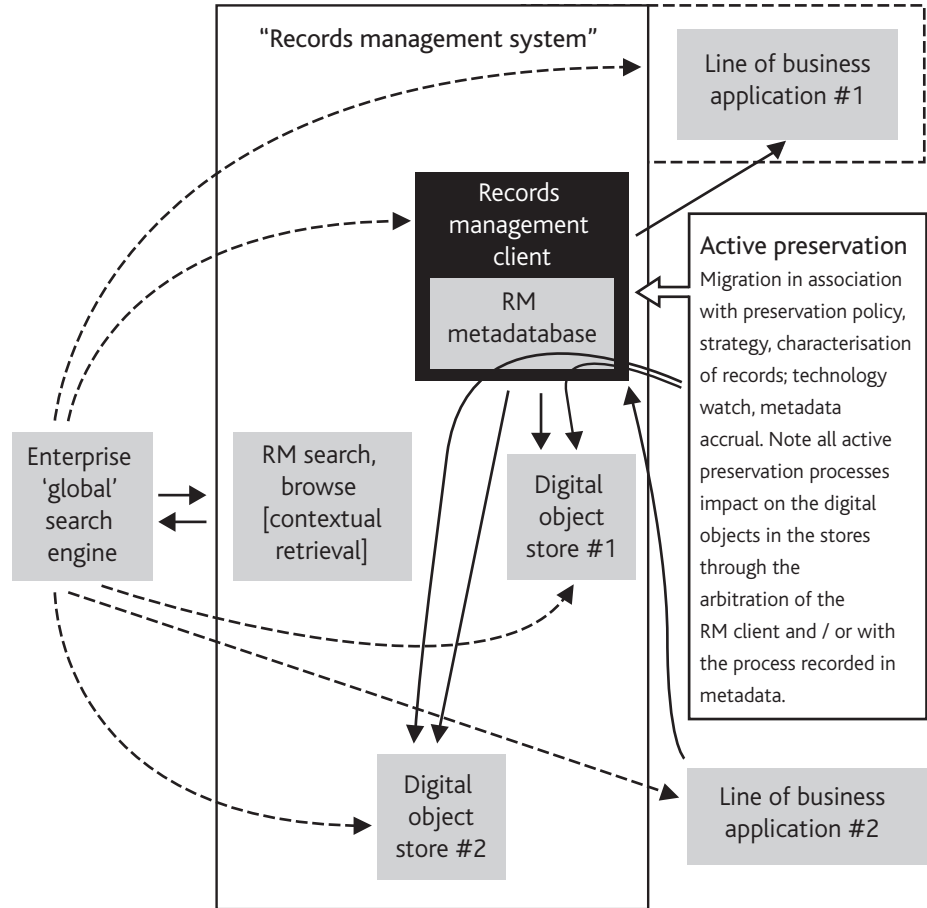 “Records management system”
Line of business
application #1
Records
management
client
RM
metadatabase
Active preservation
Migration in association
with preservation policy,
strategy, characterisation
of records; technology
watch, metadata
accrual. Note all active
preservation processes
impact on the digital
objects in the stores
through the
arbitration of the
RM client and / or with
the process recorded in
metadata.
Enterprise
‘global’
search
engine
RM search,
browse
[contextual
retrieval]
Digital
object
store #1
Digital
object
store #2
Line of business
application #2